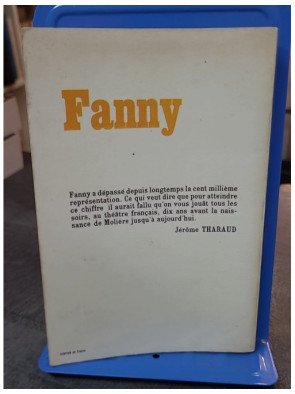 Fanny
Fanny a dépassé depuis longtemps la cent millième
représentation. Ce qui veut dire que pour atteindre
ce chiffre il aurait fallu qu'on vous jouât tous les
soirs, au théâtre français, dix ans avant la nais-
sance de Molière jusqu'à aujourd'hui.
Jérôme THARAUD